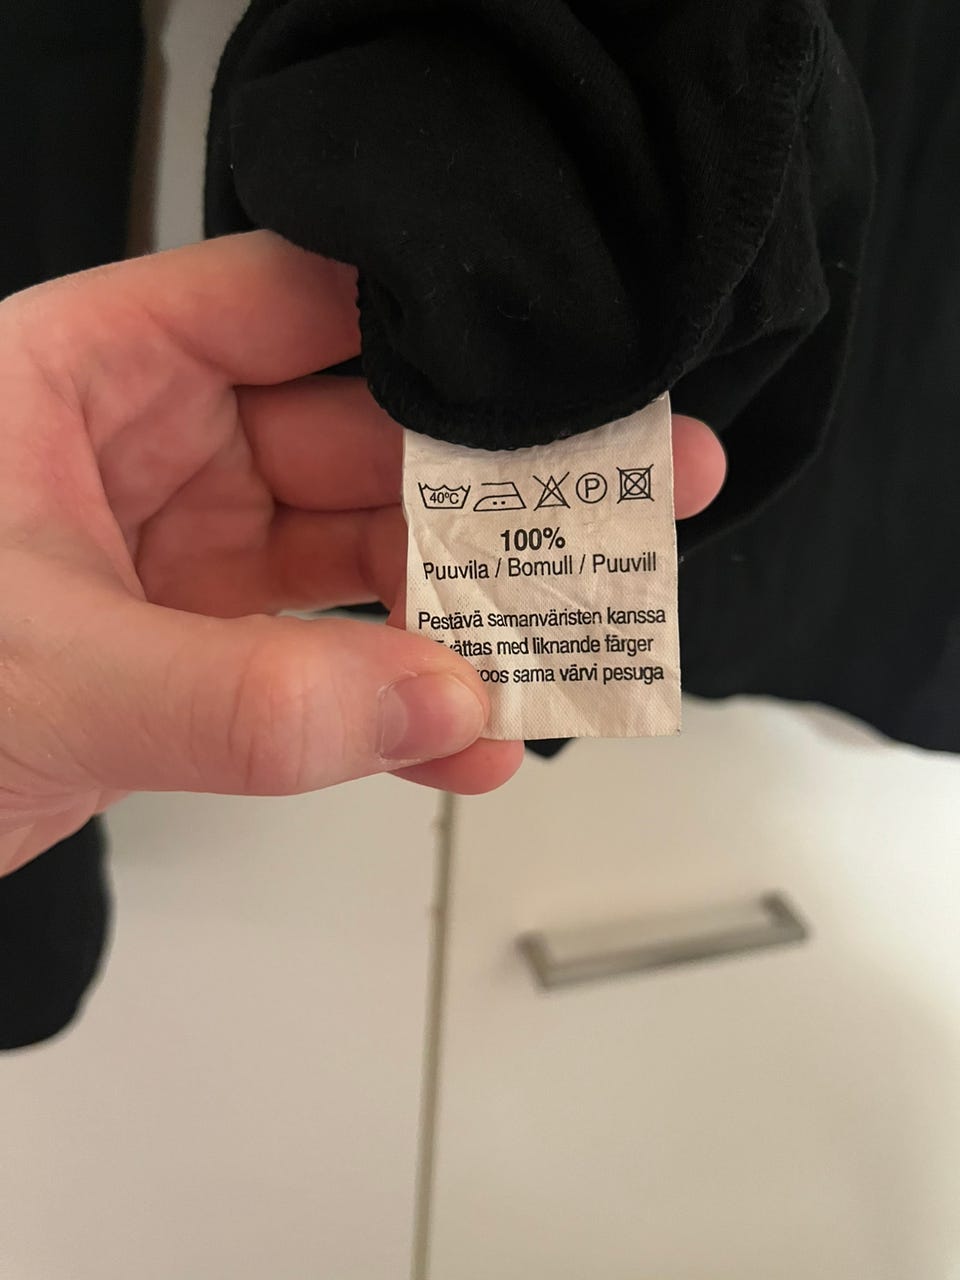 40°C P
100%
Puuvila / Bomull / Puuvill
Pestävä samanväristen kanssa
med liknande färger
sama värvi pesuga